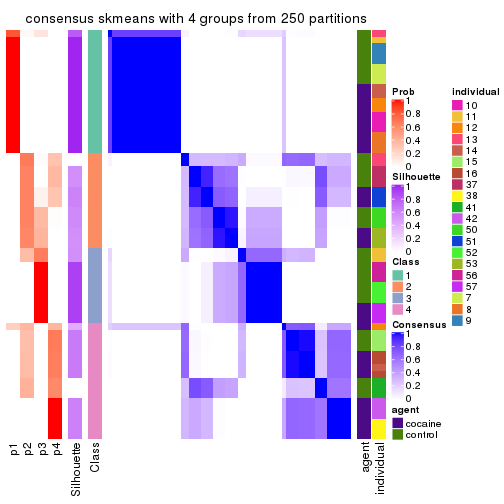 consensus skmeans with 4 groups from 250 partitions
p1
p2
p3
p4
Silhouette
Class
agent
individual
Prob
1
0.8
0.6
0.4
0.2
0
Silhouette
1
0.8
0.6
0.4
0.2
0
Class
1
2
3
4
Consensus
1
0.8
0.6
0.4
0.2
0
agent
cocaine
control
individual
10
11
12
13
14
15
16
37
38
41
42
50
51
52
53
56
57
7
8
9